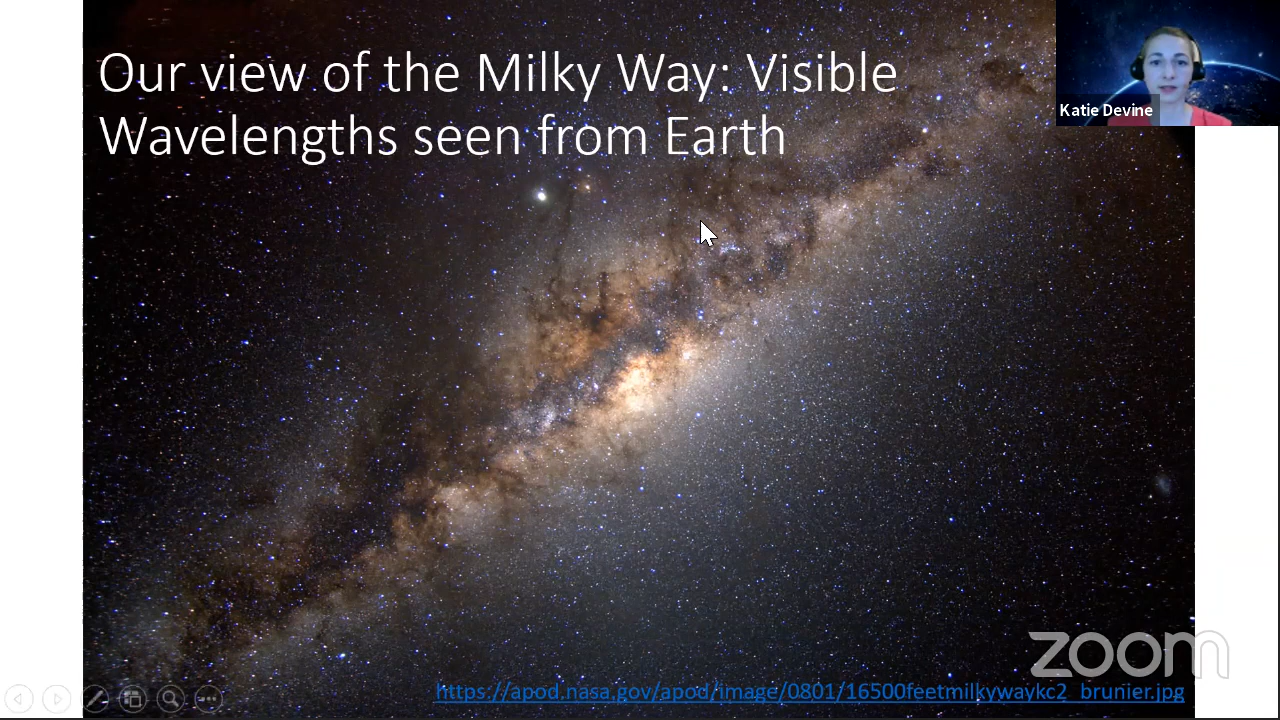 Our view of the Milky Way: Visible
Wavelengths seen from Earth
Katie Devine
zoom
https://apod.nasa.gov/apod/image/0801/16500feetmilkywaykc2_brunier.jpg